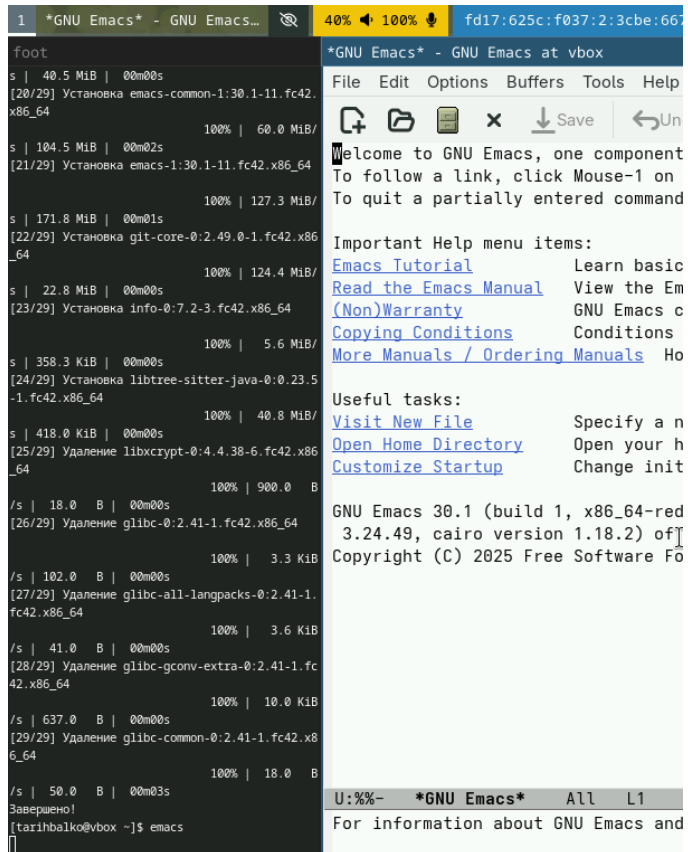 1 *GNU Emacs* - GNU Emacs… 40% 100% fd17:625c:f037:2:3cbe:667
foot
s | 40.5 MiB | 00m00s
[20/29] Установка emacs-common-1:30.1-11.fc42.
x86_64
100% | 60.0 MiB/
s | 104.5 MiB | 00m02s
[21/29] Установка emacs-1:30.1-11.fc42.x86_64
100% | 127.3 MiB/
s | 171.8 MiB | 00m01s
[22/29] Установка git-core-0:2.49.0-1.fc42.x86
_64
100% | 124.4 MiB/
s | 22.8 MiB | 00m00s
[23/29] Установка info-0:7.2-3.fc42.x86_64
100% | 5.6 MiB/
s | 358.3 KiB | 00m00s
[24/29] Установка libtree-sitter-java-0:0.23.5
-1.fc42.x86_64
100% | 40.8 MiB/
s | 418.0 KiB | 00m00s
[25/29] Удаление libxcrypt-0:4.4.38-6.fc42.x86
_64
100% | 900.0 B
/s | 18.0 B | 00m00s
[26/29] Удаление glibc-0:2.41-1.fc42.x86_64
100% | 3.3 KiB
/s | 102.0 B | 00m00s
[27/29] Удаление glibc-all-langpacks-0:2.41-1.
fc42.x86_64
100% | 3.6 KiB
/s | 41.0 B | 00m00s
[28/29] Удаление glibc-gconv-extra-0:2.41-1.fc
42.x86_64
100% | 10.0 KiB
/s | 637.0 B | 00m00s
[29/29] Удаление glibc-common-0:2.41-1.fc42.x8
6_64
100% | 18.0 B
/s | 50.0 B | 00m03s
Завершено!
[tarihbalko@vbox ~]$ emacs
*GNU Emacs* - GNU Emacs at vbox
File Edit Options Buffers Tools Help
Save Un
Welcome to GNU Emacs, one component
To follow a link, click Mouse-1 on
To quit a partially entered command
Important Help menu items:
Emacs Tutorial Learn basic
Read the Emacs Manual View the Em
(Non)Warranty GNU Emacs c
Copying Conditions Conditions
More Manuals / Ordering Manuals Ho
Useful tasks:
Visit New File Specify a n
Open Home Directory Open your h
Customize Startup Change init
GNU Emacs 30.1 (build 1, x86_64-red
3.24.49, cairo version 1.18.2) of
Copyright (C) 2025 Free Software Fo
U:%%- *GNU Emacs* All L1
For information about GNU Emacs and